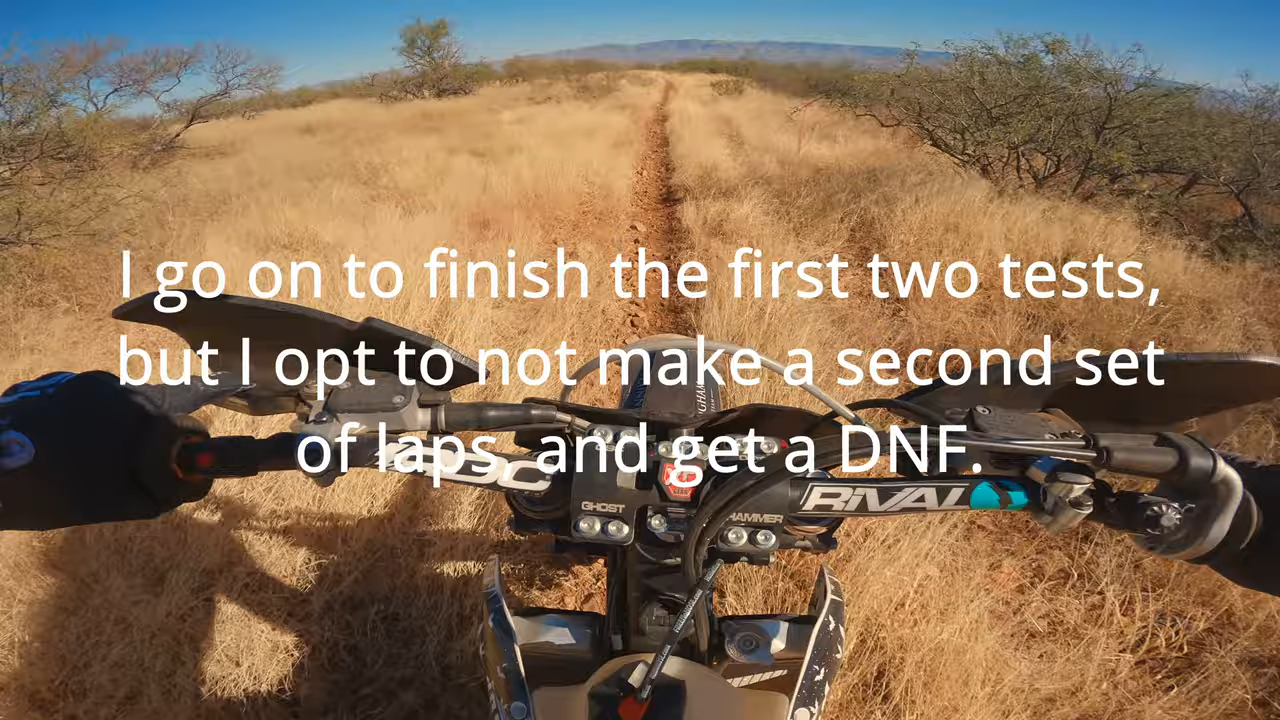 I go on to finish the first two tests,
but I opt to not make a second set
of laps, and get a DNF.
RIVAL
GHOST
HAMMER